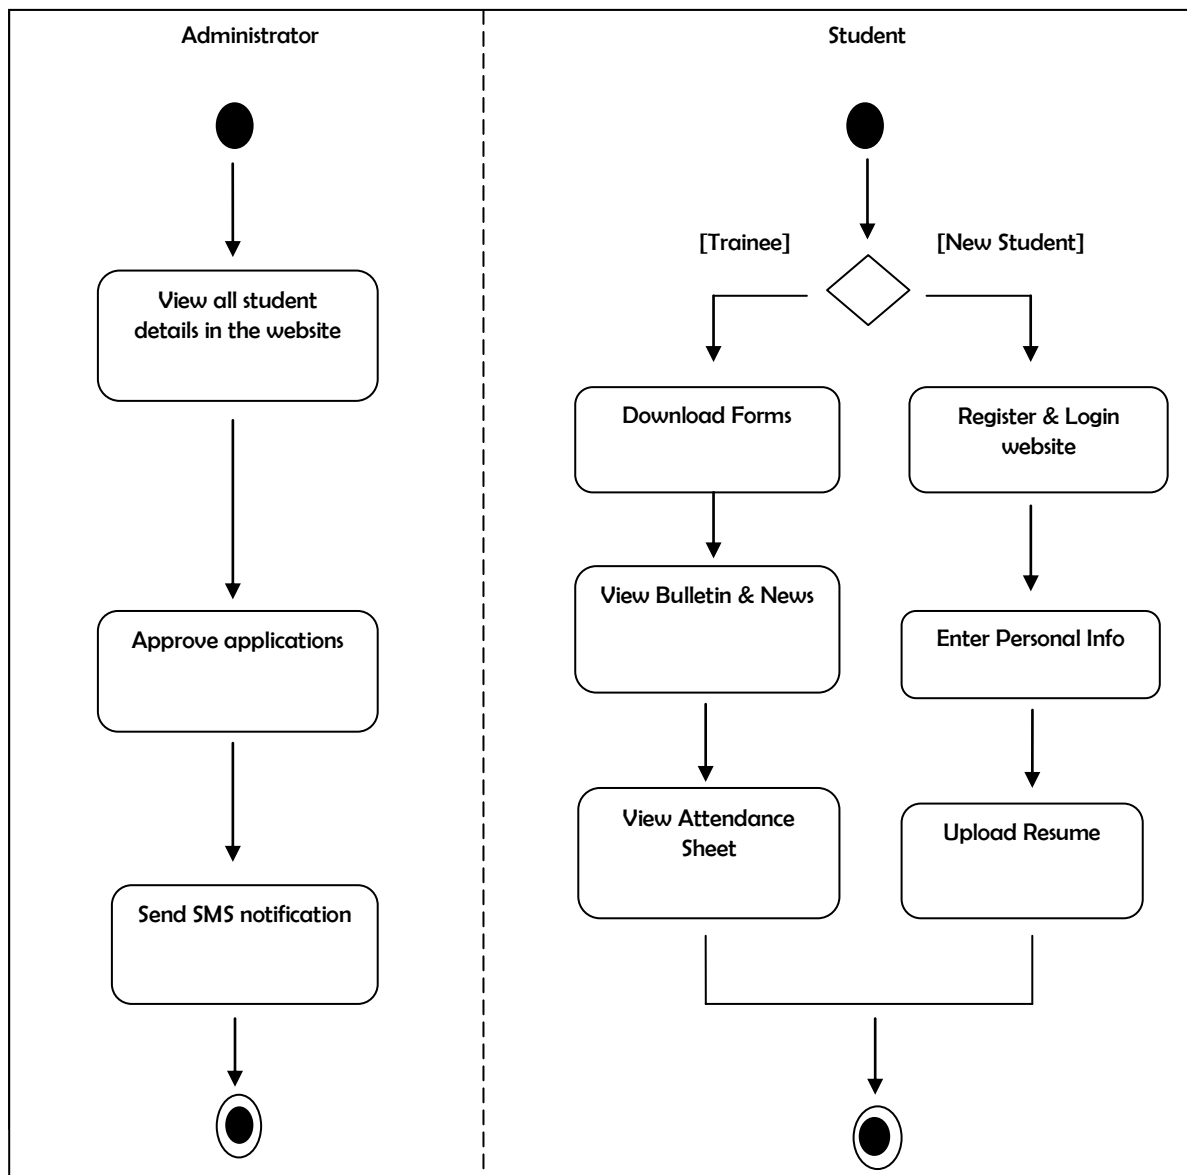 Administrator
View all student
details in the website
Approve applications
Send SMS notification
Student
[Trainee]
[New Student]
Download Forms
View Bulletin & News
View Attendance
Sheet
Register & Login
website
Enter Personal Info
Upload Resume